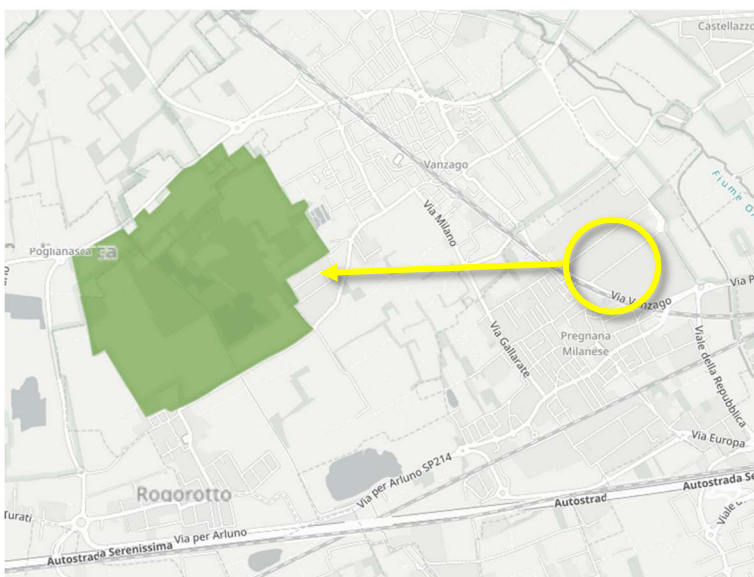 Castellazzo
Vanzago
Fiume O
Via Milano
Poglianasca
Via Vanzago
Via P
Pregnana
Milanese
Via Gallarate
Viale della Repubblica
Via Europa
Via per Arluno SP214
Rogorotto
Autostrada Se
Autostrad
Turati
Via per Arluno
Autostrada Serenissima